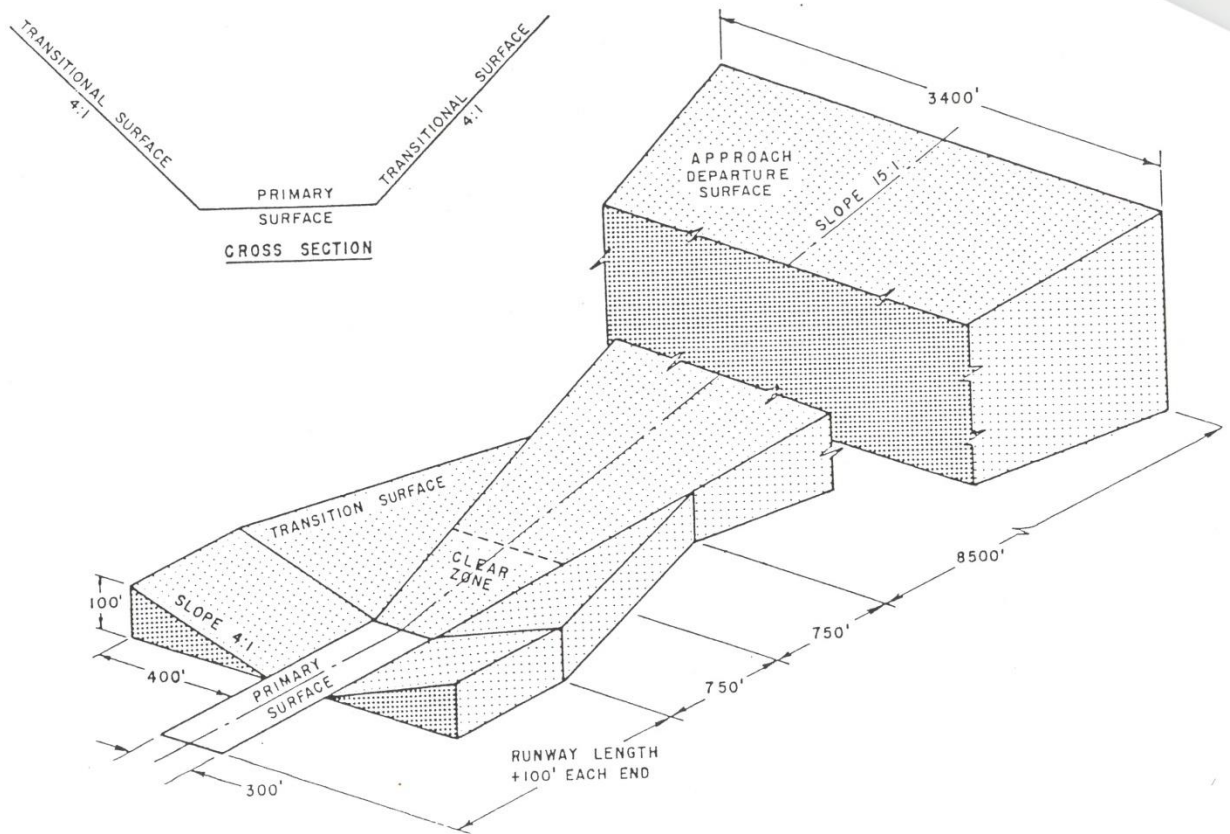 TRANSITIONAL SURFACE
4:1
TRANSITIONAL SURFACE
4:1
PRIMARY
SURFACE
CROSS SECTION
3400'
APPROACH
DEPARTURE
SURFACE
SLOPE 15:1
TRANSITION SURFACE
CLEAR
ZONE
8500'
100'
SLOPE 4:1
750'
400'
PRIMARY
SURFACE
750'
RUNWAY LENGTH
+100' EACH END
300'